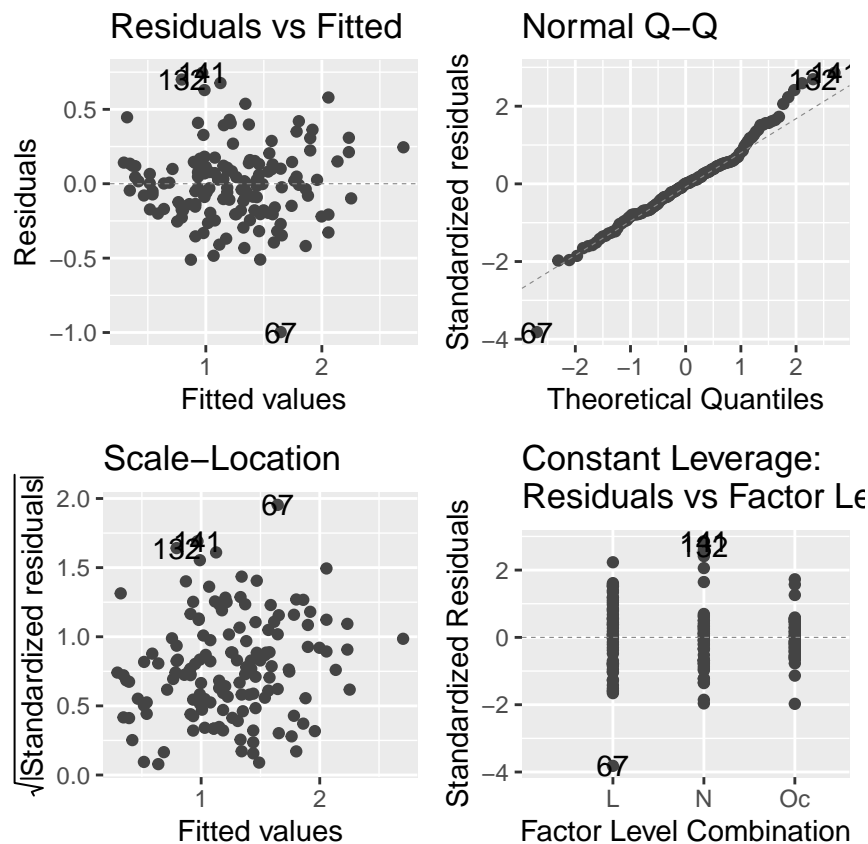 Residuals vs Fitted
Residuals
0.5
0.0
−0.5
−1.0
132
141
67
1
2
Fitted values
Normal Q−Q
Standardized residuals
2
0
−2
−4
132
141
67
−2
−1
0
1
2
Theoretical Quantiles
Scale−Location
√|Standardized residuals|
2.0
1.5
1.0
0.5
0.0
67
132
141
1
2
Fitted values
Constant Leverage:
Residuals vs Factor Le
Standardized Residuals
2
0
−2
−4
141
132
67
L
N
Oc
Factor Level Combination